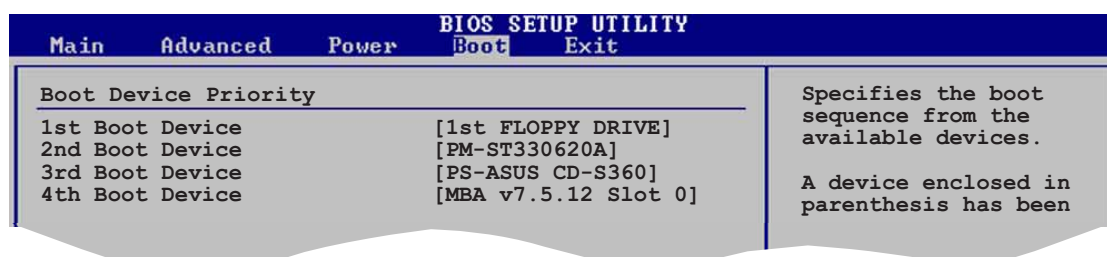 BIOS SETUP UTILITY
Main Advanced Power Boot Exit
Boot Device Priority
1st Boot Device [1st FLOPPY DRIVE]
2nd Boot Device [PM-ST330620A]
3rd Boot Device [PS-ASUS CD-S360]
4th Boot Device [MBA v7.5.12 Slot 0]
Specifies the boot
sequence from the
available devices.
A device enclosed in
parenthesis has been